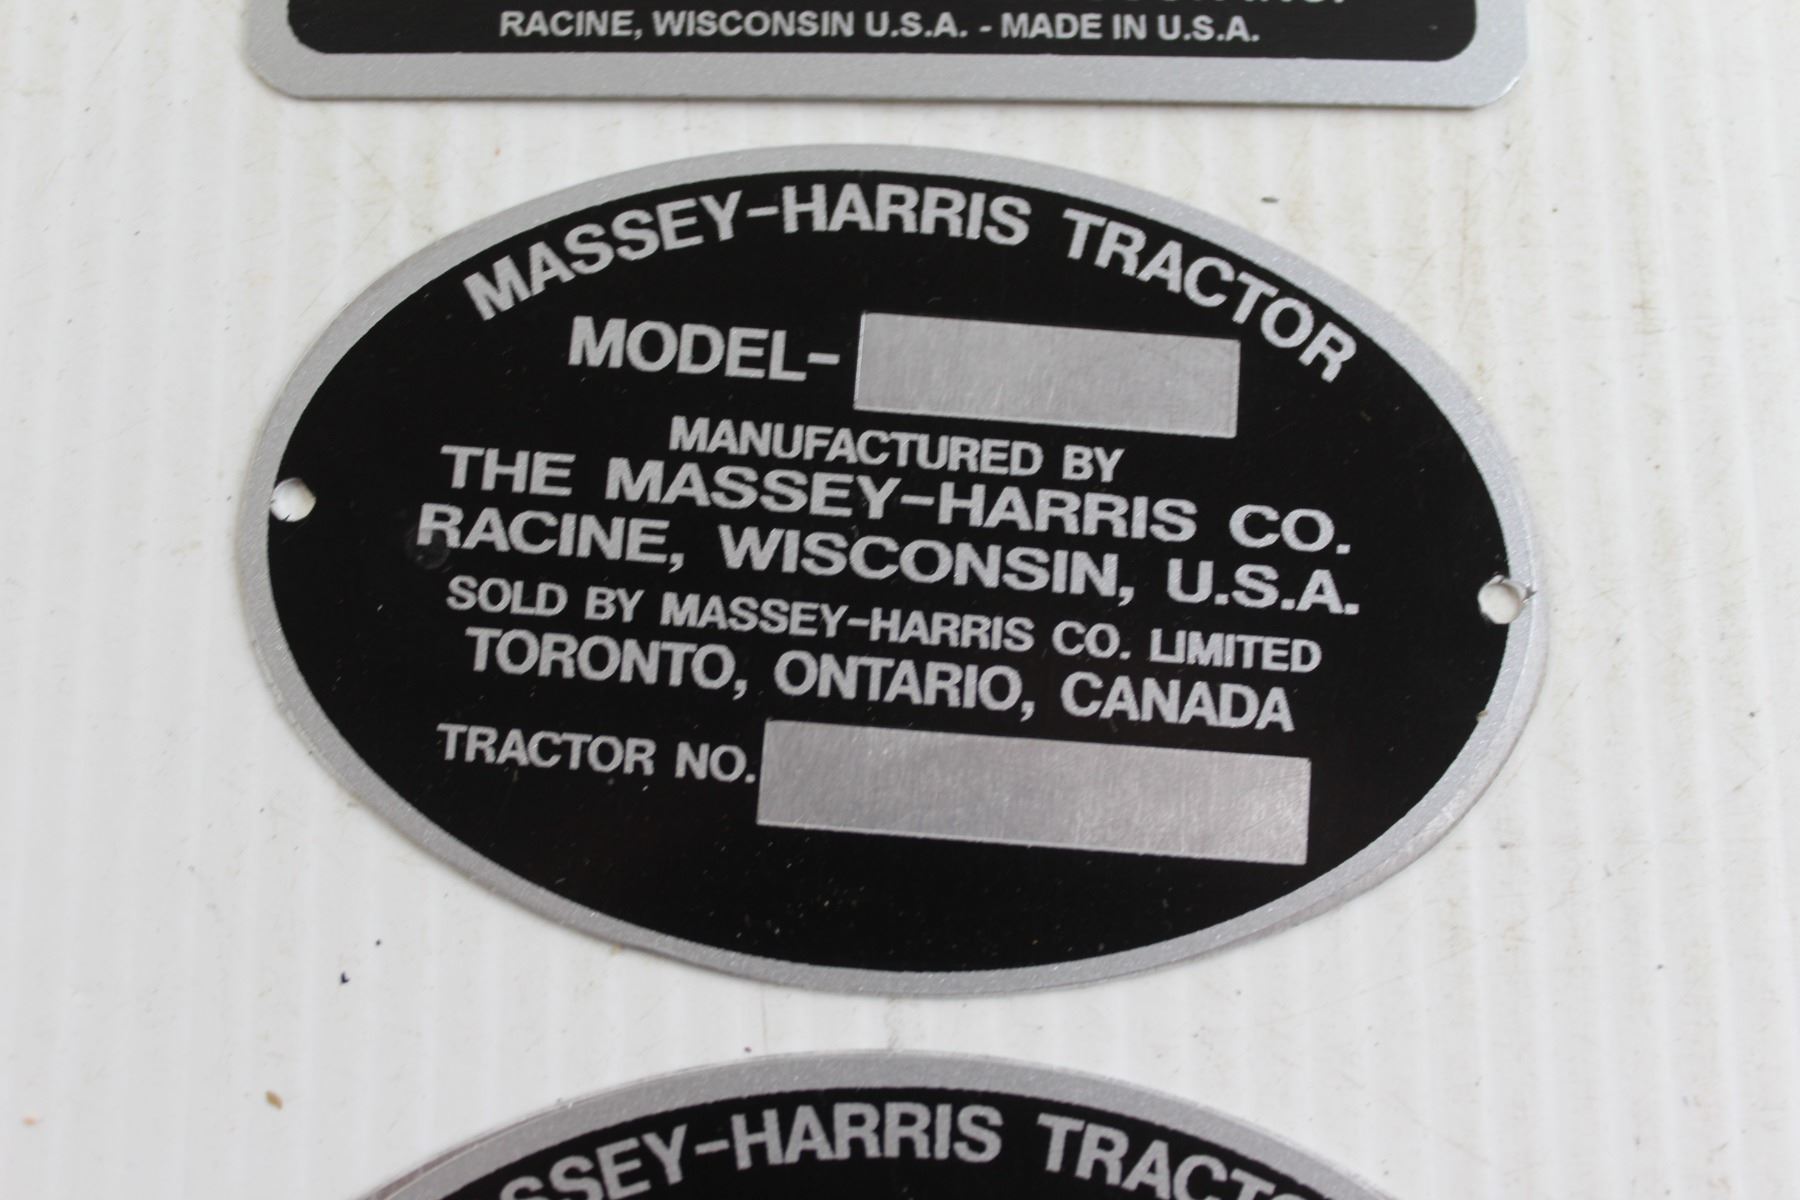 RACINE, WISCONSIN U.S.A. - MADE IN U.S.A.
MASSEY-HARRIS TRACTOR
MODEL-
MANUFACTURED BY
THE MASSEY-HARRIS CO.
RACINE, WISCONSIN, U.S.A.
SOLD BY MASSEY-HARRIS CO. LIMITED
TORONTO, ONTARIO, CANADA
TRACTOR NO.
SSEY-HARRIS TRACTO